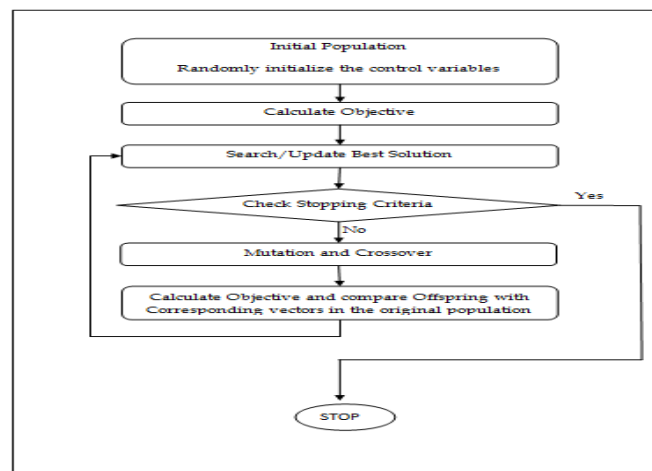 Initial Population
Randomly initialize the control variables
Calculate Objective
Search/Update Best Solution
Check Stopping Criteria
Yes
No
Mutation and Crossover
Calculate Objective and compare Offspring with
Corresponding vectors in the original population
STOP